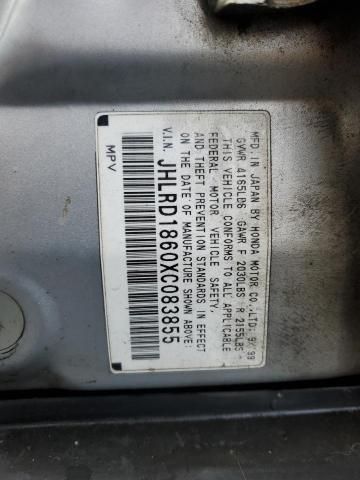 MFD. IN JAPAN BY HONDA MOTOR CO., LTD. 9/99
GVWR 4165LBS GAWR F 2030LBS R 2155LBS
THIS VEHICLE CONFORMS TO ALL APPLICABLE
FEDERAL MOTOR VEHICLE SAFETY,
AND THEFT PREVENTION STANDARDS IN EFFECT
ON THE DATE OF MANUFACTURE SHOWN ABOVE:
V.I.N. JHLRD1860XC083855
MPV